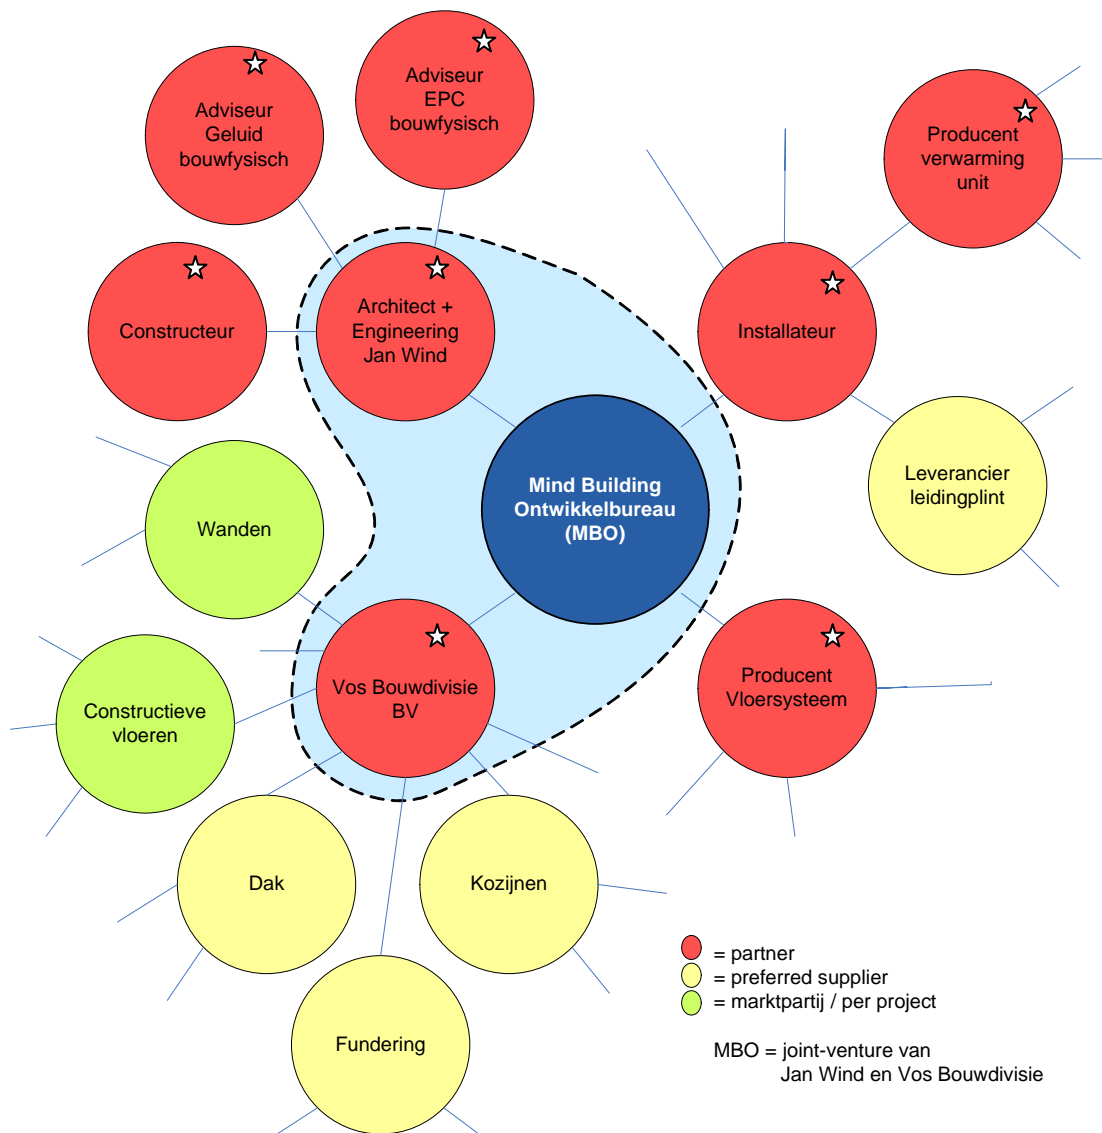 Adviseur
EPC
bouwfysisch
Adviseur
Geluid
bouwfysisch
Producent
verwarming
unit
Constructeur
Architect +
Engineering
Jan Wind
Installateur
Leverancier
leidingplint
Mind Building
Ontwikkelbureau
(MBO)
Wanden
Vos Bouwdivisie
BV
Producent
Vloersysteem
Constructieve
vloeren
Dak
Kozijnen
Fundering
= partner
= preferred supplier
= marktpartij / per project
MBO = joint-venture van
Jan Wind en Vos Bouwdivisie